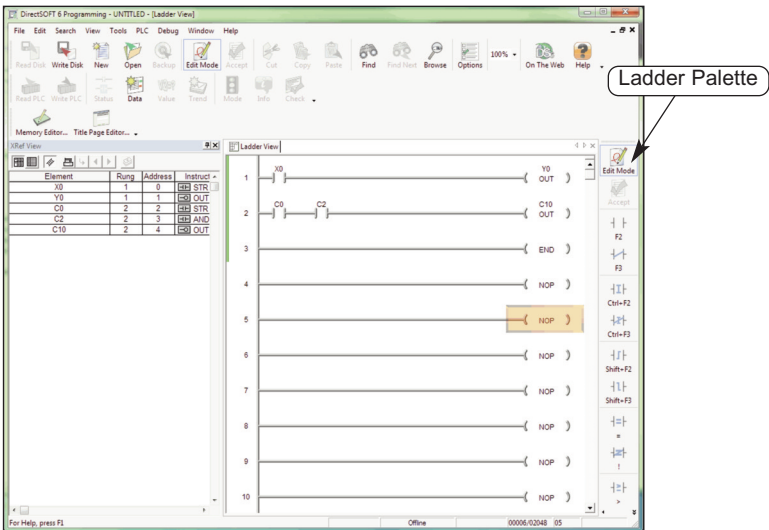 DirectSOFT 6 Programming - UNTITLED - [Ladder View]
File Edit Search View Tools PLC Debug Window Help
Read Disk Write Disk New Open Backup Edit Mode Accept Cut Copy Paste Find Find Next Browse Options 100% On The Web Help
Read PLC Write PLC Status Data Value Trend Mode Info Check
Memory Editor... Title Page Editor...
Ladder Palette
XRef View
Element Rung Address Instruct
X0 1 0 STR
Y0 1 1 OUT
C0 2 2 STR
C2 2 3 AND
C10 2 4 OUT
Ladder View
1 X0 Y0
OUT
2 C0 C2 C10
OUT
3 END
4 NOP
5 NOP
6 NOP
7 NOP
8 NOP
9 NOP
10 NOP
Edit Mode
Accept
F2
F3
Ctrl+F2
Ctrl+F3
Shift+F2
Shift+F3
=
!
>
For Help, press F1
Offline
00006/02048 05